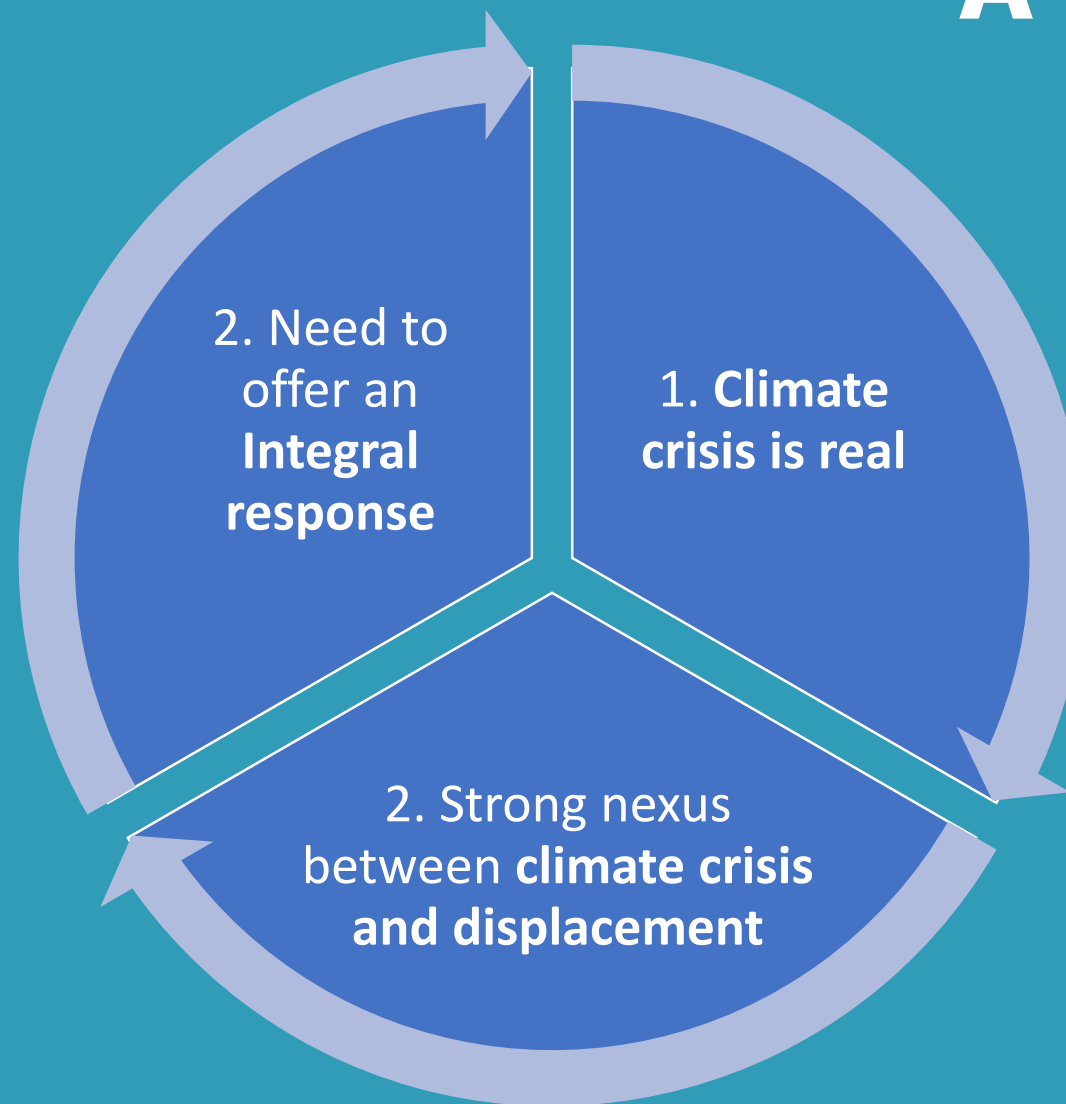 A
1. Climate
crisis is real
2. Strong nexus
between climate crisis
and displacement
2. Need to
offer an
Integral
response